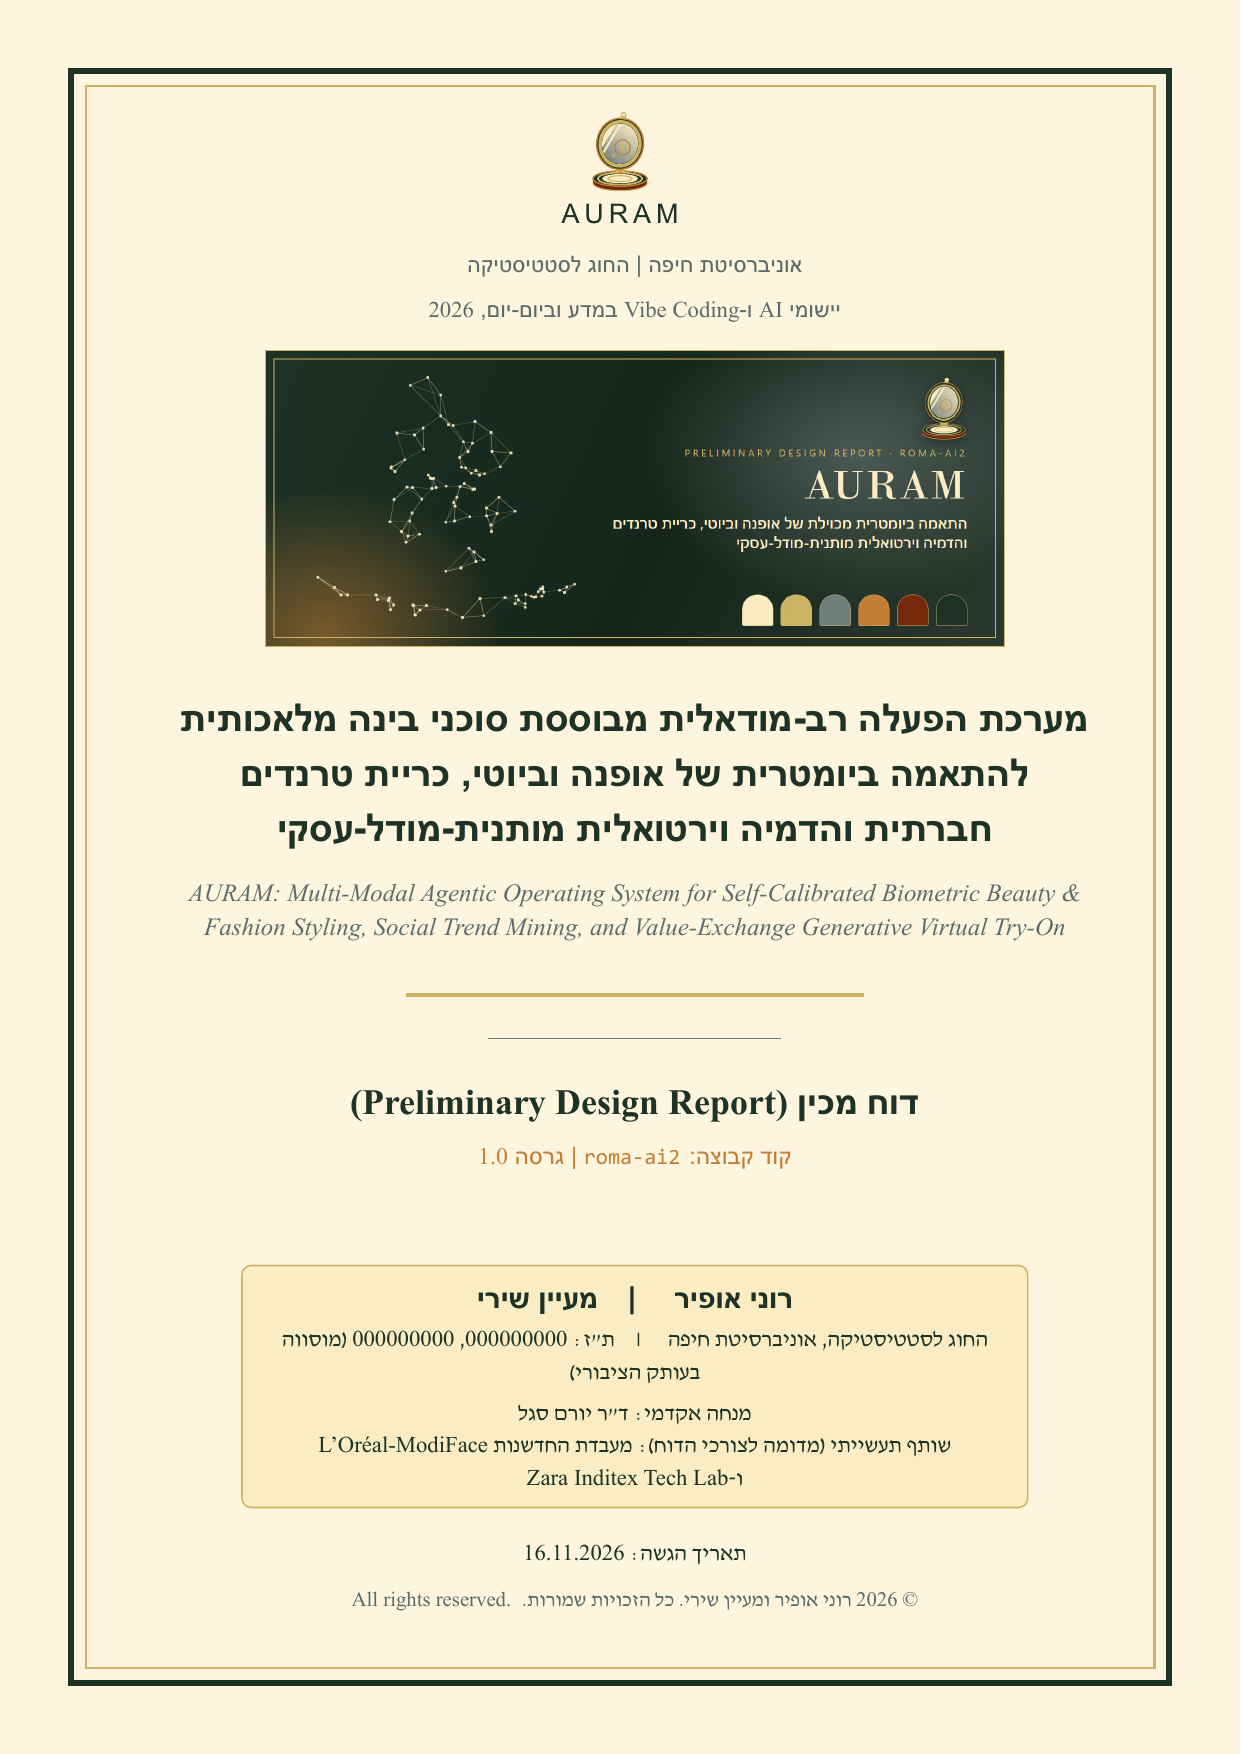 AURAM
אוניברסיטת חיפה | החוג לסטטיסטיקה
יישומי AI ו-Vibe Coding במדע וביום-יום, 2026
PRELIMINARY DESIGN REPORT · ROMA-AI2
AURAM
התאמה ביומטרית מכוילת של אופנה וביוטי, כריית טרנדים
והדמיה וירטואלית מותנית-מודל-עסקי
מערכת הפעלה רב-מודאלית מבוססת סוכני בינה מלאכותית
להתאמה ביומטרית של אופנה וביוטי, כריית טרנדים
חברתית והדמיה וירטואלית מותנית-מודל-עסקי
AURAM: Multi-Modal Agentic Operating System for Self-Calibrated Biometric Beauty &
Fashion Styling, Social Trend Mining, and Value-Exchange Generative Virtual Try-On
דוח מכין (Preliminary Design Report)
קוד קבוצה: roma-ai2 | גרסה 1.0
רוני אופיר | מעיין שירי
החוג לסטטיסטיקה, אוניברסיטת חיפה | ת״ז: 000000000, 000000000 (מוסווה
בעותק הציבורי)
מנחה אקדמי: ד״ר יורם סגל
שותף תעשייתי (מדומה לצורכי הדוח): מעבדת החדשנות L’Oréal-ModiFace
ו-Zara Inditex Tech Lab
תאריך הגשה: 16.11.2026
© 2026 רוני אופיר ומעיין שירי. כל הזכויות שמורות. All rights reserved.